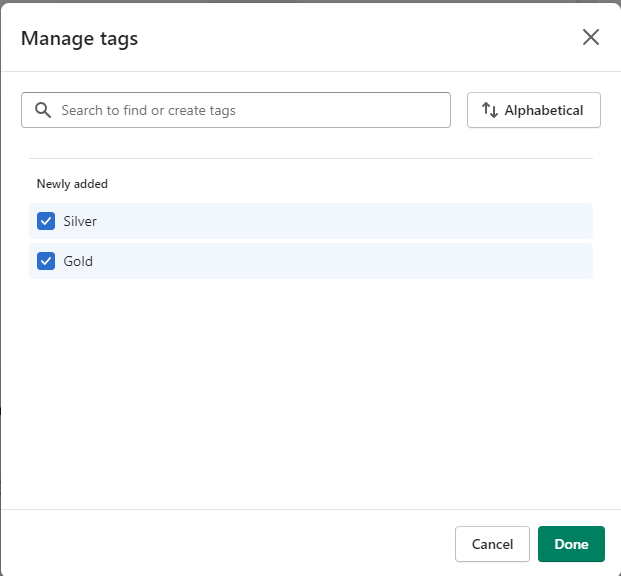 Manage tags
Search to find or create tags
Alphabetical
Newly added
Silver
Gold
Cancel
Done